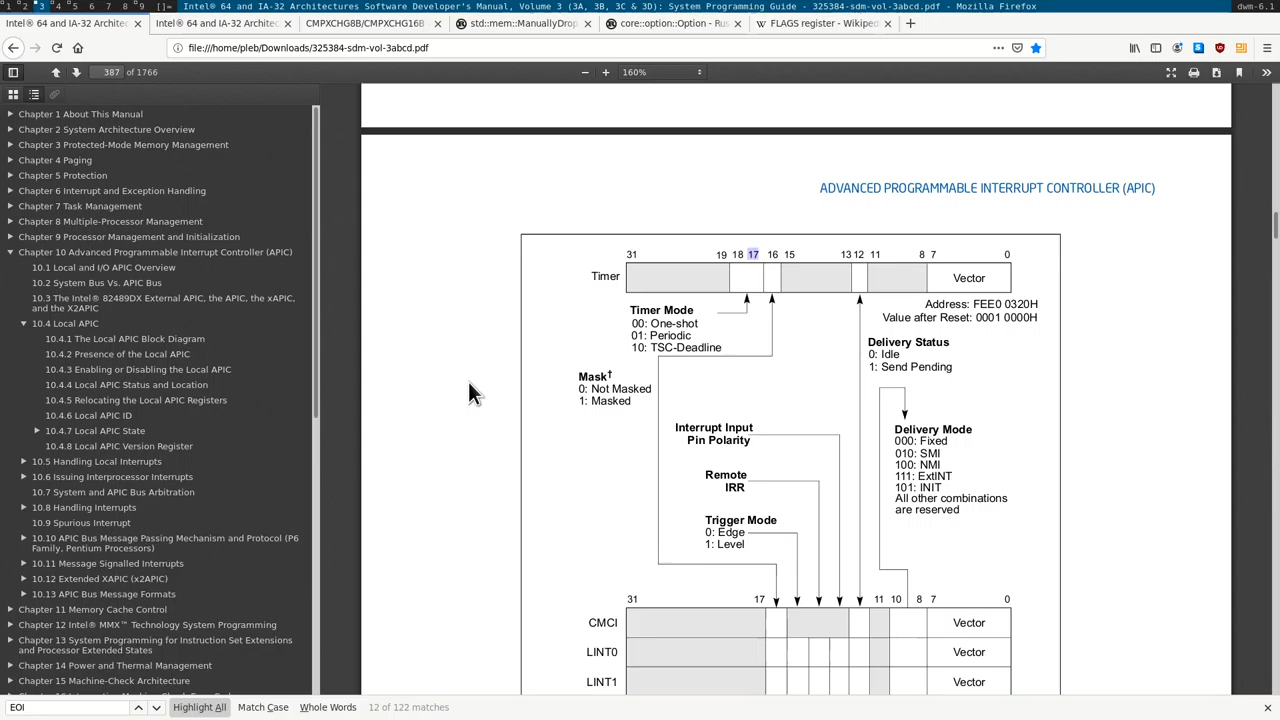 1 2 3 4 5 6 7 8 9 []= Intel® 64 and IA-32 Architectures Software Developer's Manual, Volume 3 (3A, 3B, 3C & 3D): System Programming Guide - 325384-sdm-vol-3abcd.pdf - Mozilla Firefox dwm-6.1
Intel® 64 and IA-32 Architec × Intel® 64 and IA-32 Architec × CMPXCHG8B/CMPXCHG16B × std::mem::ManuallyDrop × core::option::Option - Rus × FLAGS register - Wikiped × +
file:///home/pleb/Downloads/325384-sdm-vol-3abcd.pdf
387 of 1766
160%
Chapter 1 About This Manual
Chapter 2 System Architecture Overview
Chapter 3 Protected-Mode Memory Management
Chapter 4 Paging
Chapter 5 Protection
Chapter 6 Interrupt and Exception Handling
Chapter 7 Task Management
Chapter 8 Multiple-Processor Management
Chapter 9 Processor Management and Initialization
Chapter 10 Advanced Programmable Interrupt Controller (APIC)
10.1 Local and I/O APIC Overview
10.2 System Bus Vs. APIC Bus
10.3 The Intel® 82489DX External APIC, the APIC, the xAPIC,
and the X2APIC
10.4 Local APIC
10.4.1 The Local APIC Block Diagram
10.4.2 Presence of the Local APIC
10.4.3 Enabling or Disabling the Local APIC
10.4.4 Local APIC Status and Location
10.4.5 Relocating the Local APIC Registers
10.4.6 Local APIC ID
10.4.7 Local APIC State
10.4.8 Local APIC Version Register
10.5 Handling Local Interrupts
10.6 Issuing Interprocessor Interrupts
10.7 System and APIC Bus Arbitration
10.8 Handling Interrupts
10.9 Spurious Interrupt
10.10 APIC Bus Message Passing Mechanism and Protocol (P6
Family, Pentium Processors)
10.11 Message Signalled Interrupts
10.12 Extended XAPIC (x2APIC)
10.13 APIC Bus Message Formats
Chapter 11 Memory Cache Control
Chapter 12 Intel® MMX™ Technology System Programming
Chapter 13 System Programming for Instruction Set Extensions
and Processor Extended States
Chapter 14 Power and Thermal Management
Chapter 15 Machine-Check Architecture
ADVANCED PROGRAMMABLE INTERRUPT CONTROLLER (APIC)
31 19 18 17 16 15 13 12 11 8 7 0
Timer Vector
Address: FEE0 0320H
Value after Reset: 0001 0000H
Timer Mode
00: One-shot
01: Periodic
10: TSC-Deadline
Delivery Status
0: Idle
1: Send Pending
Mask†
0: Not Masked
1: Masked
Interrupt Input
Pin Polarity
Delivery Mode
000: Fixed
010: SMI
100: NMI
111: ExtINT
101: INIT
All other combinations
are reserved
Remote
IRR
Trigger Mode
0: Edge
1: Level
31 17 11 10 8 7 0
CMCI Vector
LINT0 Vector
LINT1 Vector
EOI Highlight All Match Case Whole Words 12 of 122 matches